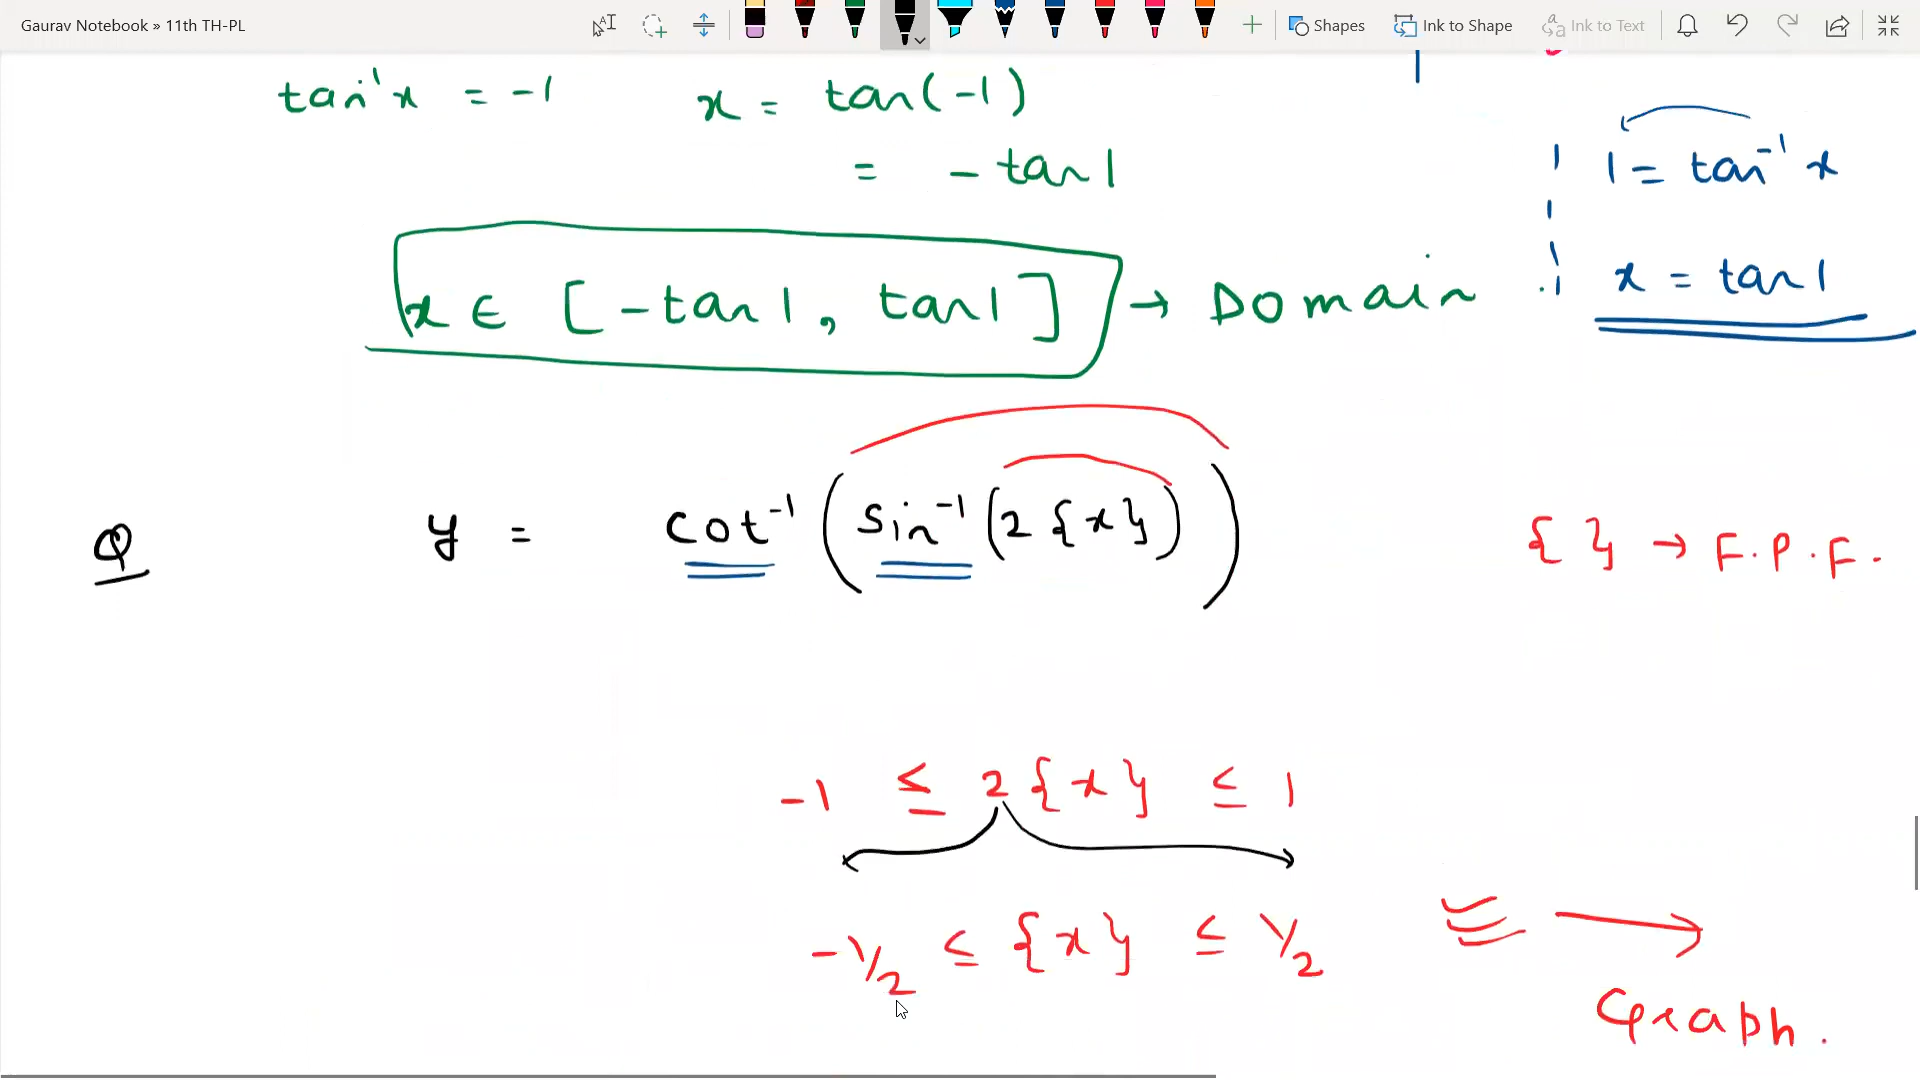 Gaurav Notebook » 11th TH-PL
Shapes Ink to Shape Ink to Text
tan⁻¹x = -1 x = tan(-1)
= - tan1
1 = tan⁻¹ x
x = tan1
x ∈ [-tan1, tan1] → Domain
Q y = cot⁻¹(sin⁻¹(2{x})) { } → F.P.F.
-1 ≤ 2{x} ≤ 1
-1/2 ≤ {x} ≤ 1/2 →
Graph.